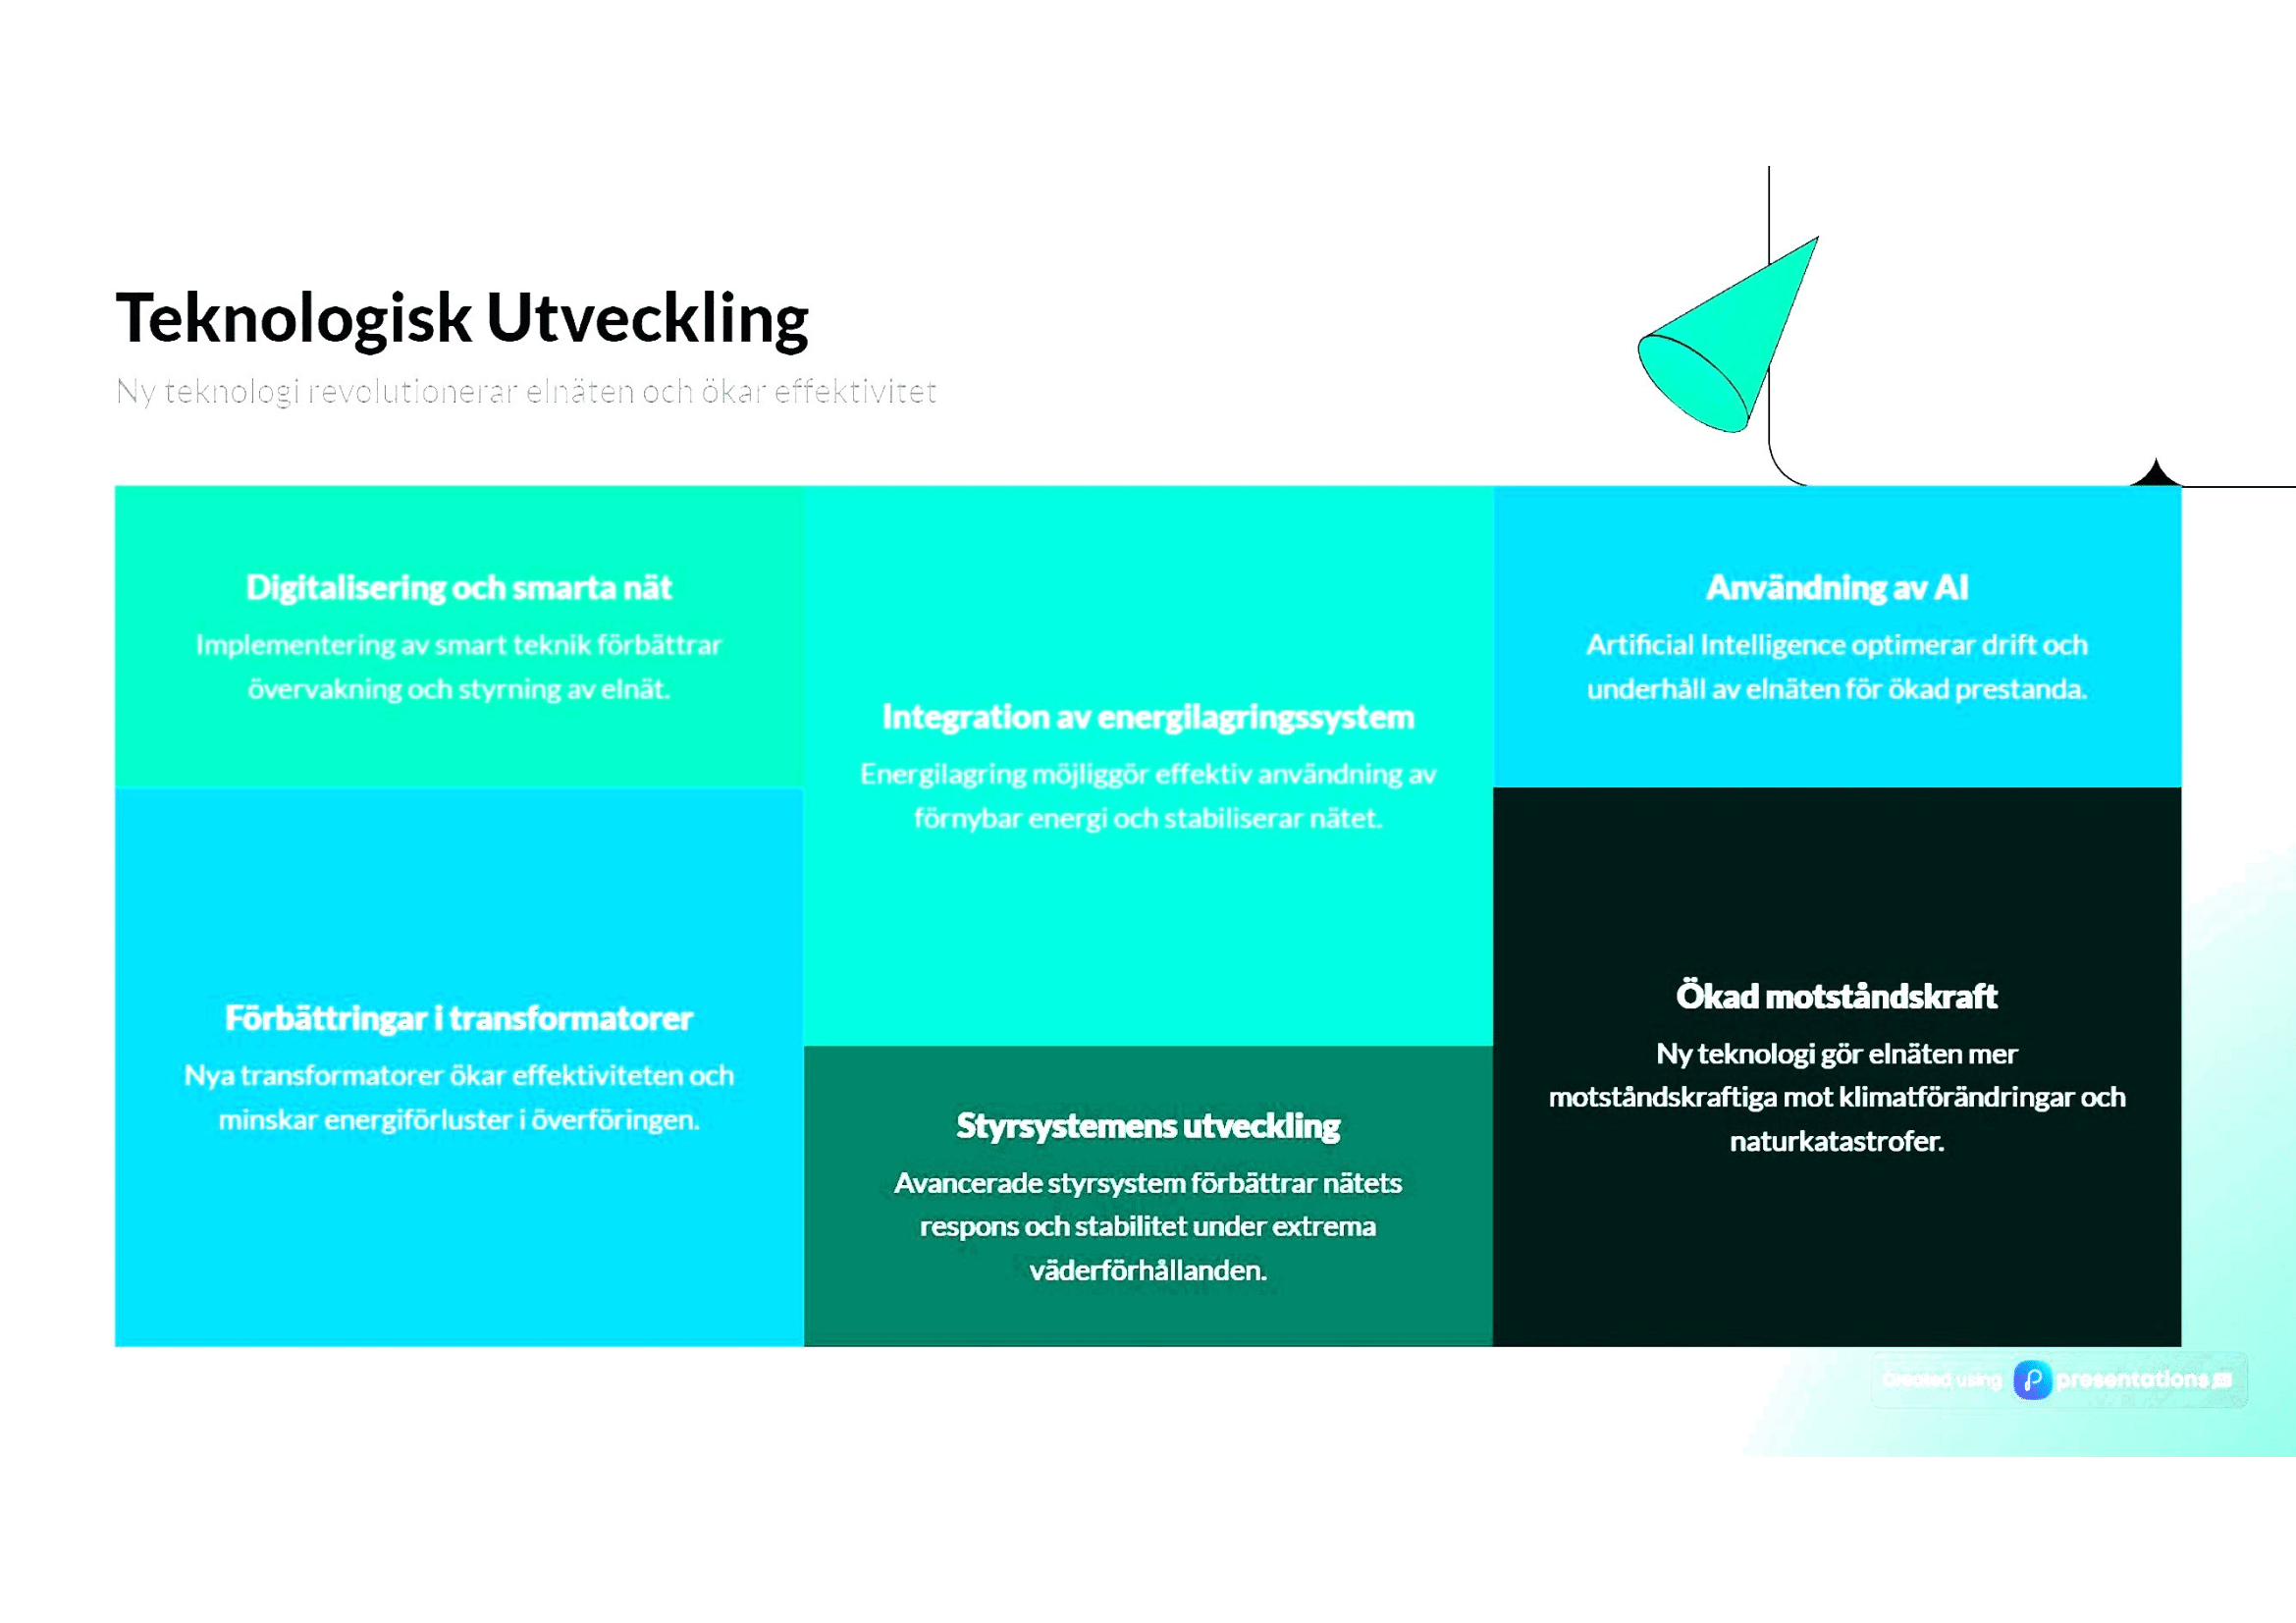 Teknologisk Utveckling
Ny teknologi revolutionerar elnäten och ökar effektivitet
Digitalisering och smarta nät
Implementering av smart teknik förbättrar
övervakning och styrning av elnät.
Förbättringar i transformatorer
Nya transformatorer ökar effektiviteten och
minskar energiförluster i överföringen.
Integration av energilagringssystem
Energilagring möjliggör effektiv användning av
förnybar energi och stabiliserar nätet.
Styrsystemens utveckling
Avancerade styrsystem förbättrar nätets
respons och stabilitet under extrema
väderförhållanden.
Användning av AI
Artificial Intelligence optimerar drift och
underhåll av elnäten för ökad prestanda.
Ökad motståndskraft
Ny teknologi gör elnäten mer
motståndskraftiga mot klimatförändringar och
naturkatastrofer.
Created using presentations